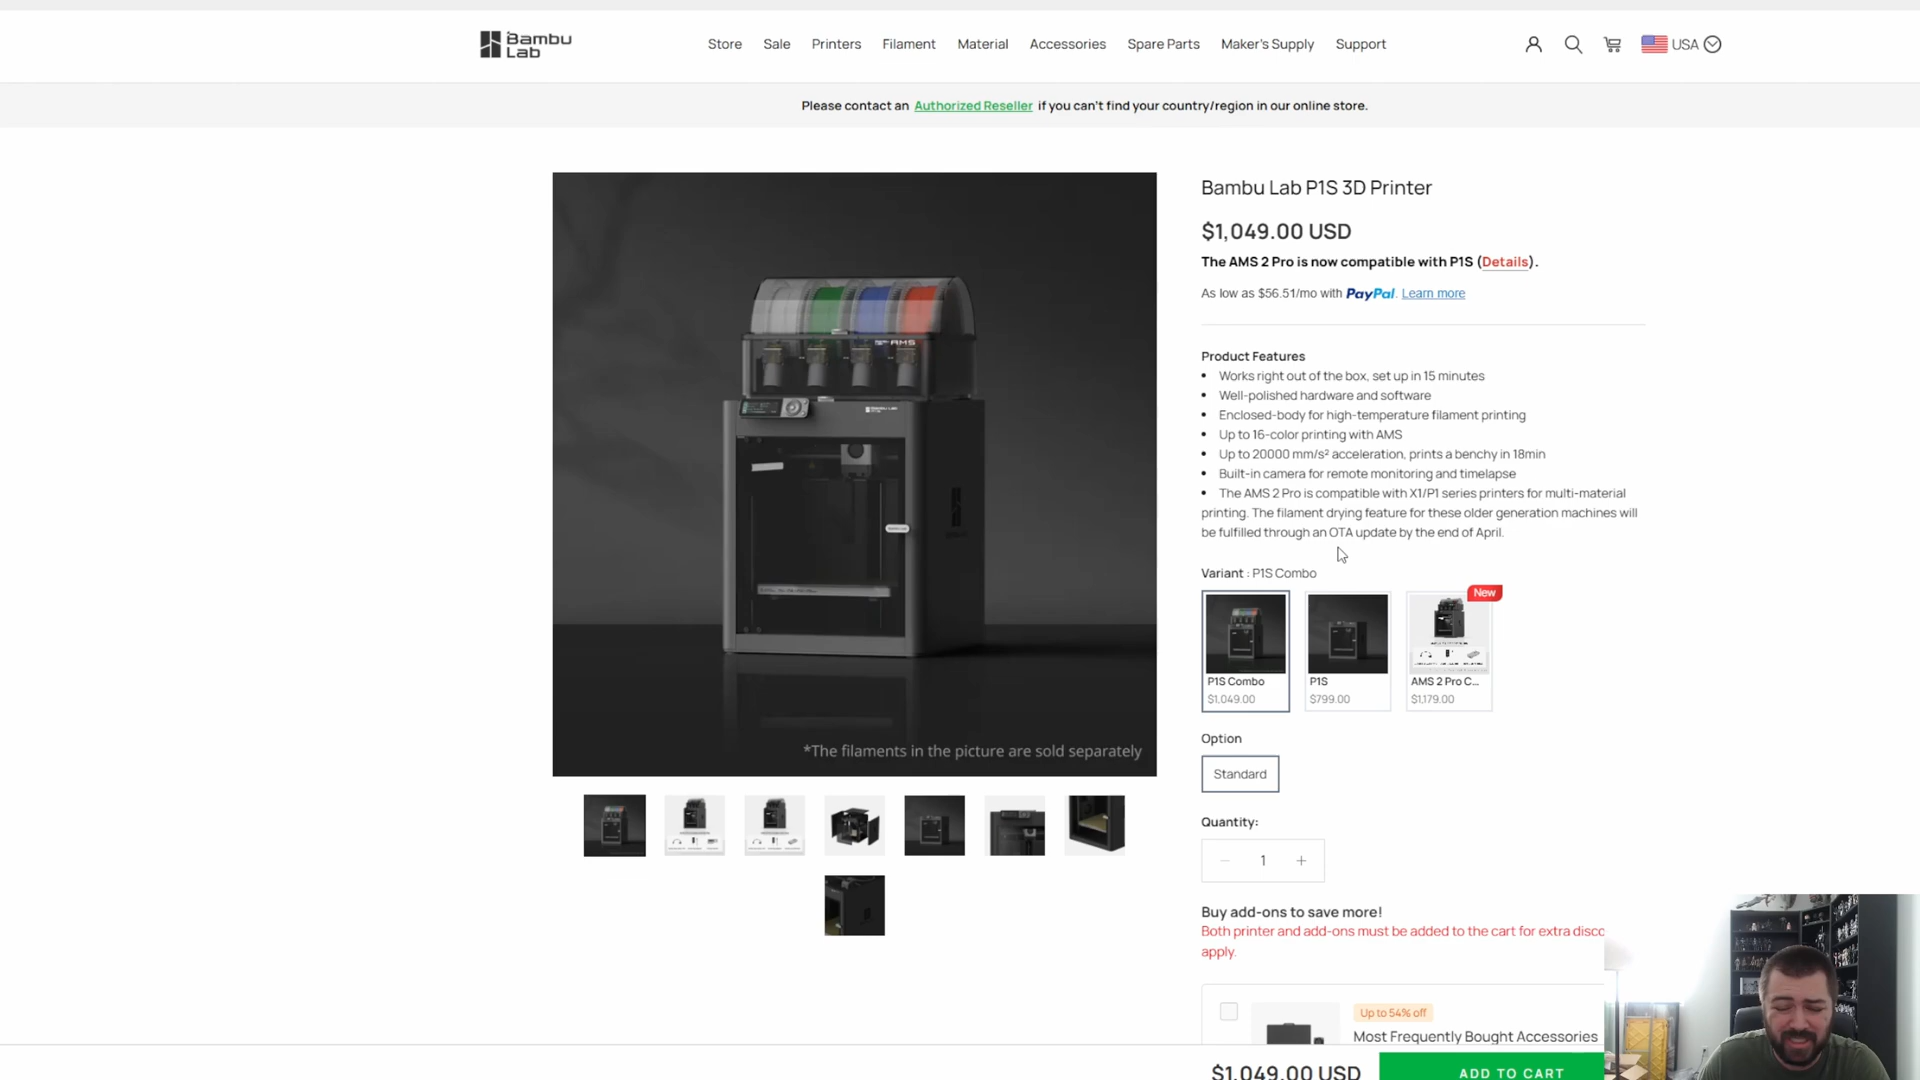 Bambu
Lab
Store
Sale
Printers
Filament
Material
Accessories
Spare Parts
Maker's Supply
Support
USA
Please contact an Authorized Reseller if you can't find your country/region in our online store.
AMS
*The filaments in the picture are sold separately
Bambu Lab P1S 3D Printer
$1,049.00 USD
The AMS 2 Pro is now compatible with P1S (Details).
As low as $56.51/mo with PayPal. Learn more
Product Features
• Works right out of the box, set up in 15 minutes
• Well-polished hardware and software
• Enclosed-body for high-temperature filament printing
• Up to 16-color printing with AMS
• Up to 20000 mm/s² acceleration, prints a benchy in 18min
• Built-in camera for remote monitoring and timelapse
• The AMS 2 Pro is compatible with X1/P1 series printers for multi-material
printing. The filament drying feature for these older generation machines will
be fulfilled through an OTA update by the end of April.
Variant : P1S Combo
New
P1S Combo
$1,049.00
P1S
$799.00
AMS 2 Pro C...
$1,179.00
Option
Standard
Quantity:
− 1 +
Buy add-ons to save more!
Both printer and add-ons must be added to the cart for extra disco
apply.
Up to 54% off
Most Frequently Bought Accessories
$1,049.00 USD
ADD TO CART